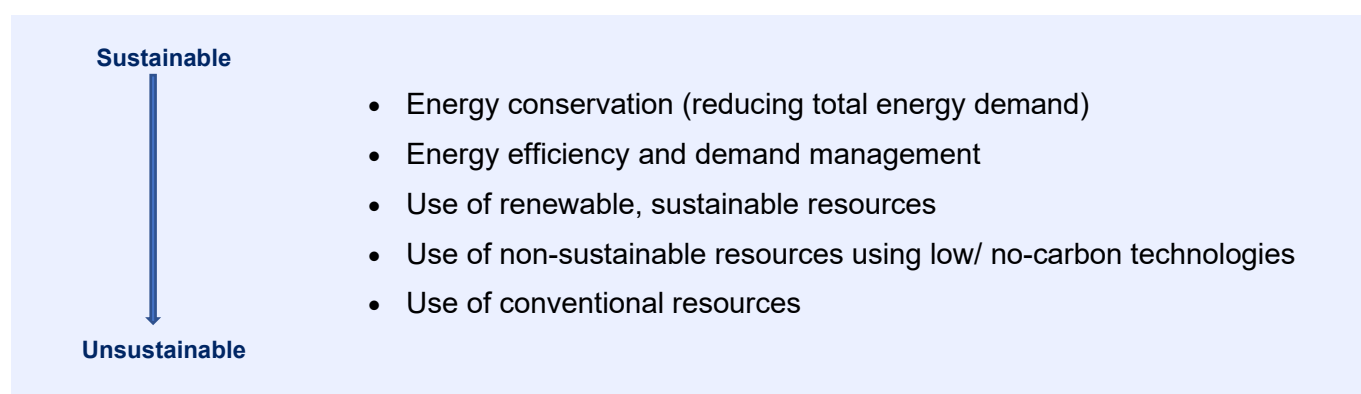 Sustainable
• Energy conservation (reducing total energy demand)
• Energy efficiency and demand management
• Use of renewable, sustainable resources
• Use of non-sustainable resources using low/ no-carbon technologies
• Use of conventional resources
Unsustainable